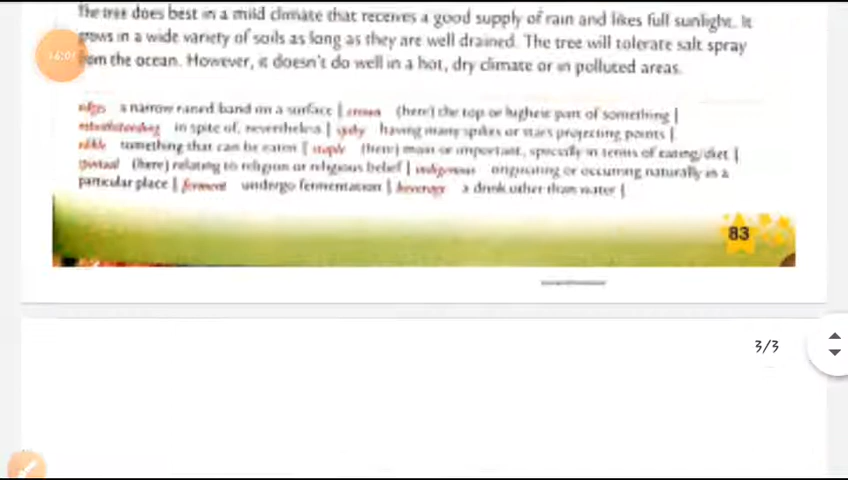 The tree does best in a mild climate that receives a good supply of rain and likes full sunlight. It
grows in a wide variety of soils as long as they are well drained. The tree will tolerate salt spray
from the ocean. However, it doesn't do well in a hot, dry climate or in polluted areas.
a narrow raised band on a surface | crown (here) the top or highest part of something |
in spite of, nevertheless | spiky having many spikes or stars projecting points |
edible something that can be eaten | staple (here) main or important, specially in terms of eating/diet |
spiritual (here) relating to religion or religious belief | indigenous originating or occurring naturally in a
particular place | ferment undergo fermentation | beverage a drink other than water |
83
3/3